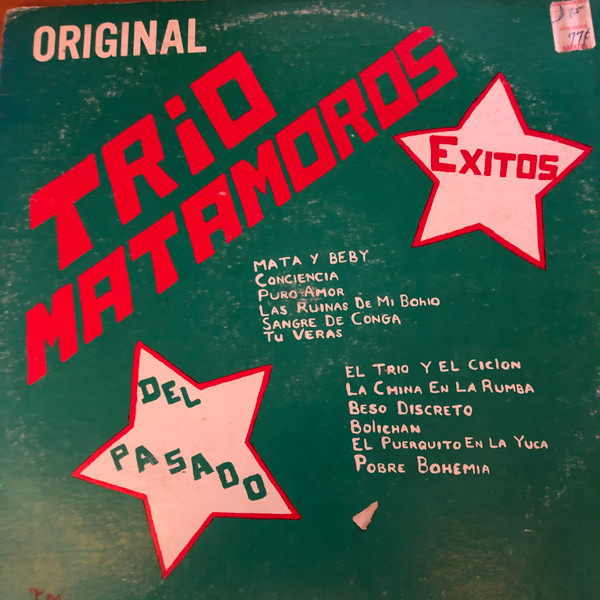 ORIGINAL
TRiO
MATAMOROS
EXITOS
MATA Y BEBY
CONCIENCIA
PURO AMOR
LAS RUINAS DE MI BOHIO
SANGRE DE CONGA
TU VERAS
EL TRIO Y EL CICLON
LA CHINA EN LA RUMBA
BESO DISCRETO
BOLICHAN
EL PUERQUITO EN LA YUCA
POBRE BOHEMIA
DEL
PASADO
77¢